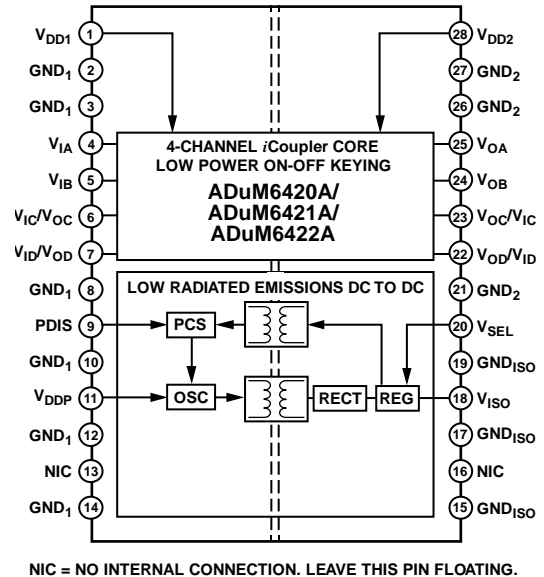 VDD1 1
28 VDD2
GND1 2
27 GND2
GND1 3
26 GND2
VIA 4
4-CHANNEL iCoupler CORE
LOW POWER ON-OFF KEYING
25 VOA
VIB 5
ADuM6420A/
ADuM6421A/
ADuM6422A
24 VOB
VIC/VOC 6
23 VOC/VIC
VID/VOD 7
22 VOD/VID
GND1 8
LOW RADIATED EMISSIONS DC TO DC
21 GND2
PDIS 9
PCS
20 VSEL
GND1 10
19 GNDISO
VDDP 11
OSC
RECT
REG
18 VISO
GND1 12
17 GNDISO
NIC 13
16 NIC
GND1 14
15 GNDISO
NIC = NO INTERNAL CONNECTION. LEAVE THIS PIN FLOATING.